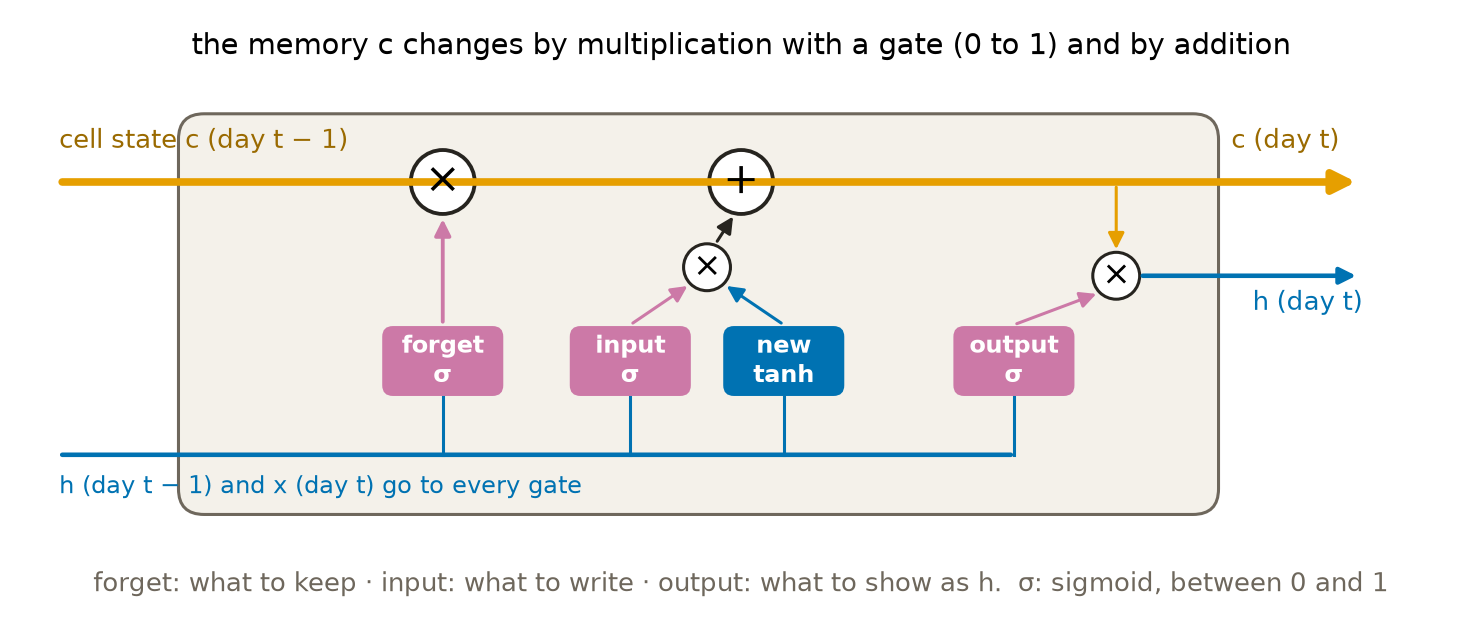 the memory c changes by multiplication with a gate (0 to 1) and by addition
cell state c (day t − 1)
c (day t)
×
+
×
×
h (day t)
forget
σ
input
σ
new
tanh
output
σ
h (day t − 1) and x (day t) go to every gate
forget: what to keep · input: what to write · output: what to show as h.  σ: sigmoid, between 0 and 1